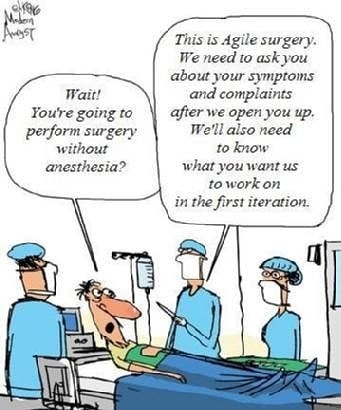 Modern
Analyst
Wait!
You're going to
perform surgery
without
anesthesia?
This is Agile surgery.
We need to ask you
about your symptoms
and complaints
after we open you up.
We'll also need
to know
what you want us
to work on
in the first iteration.